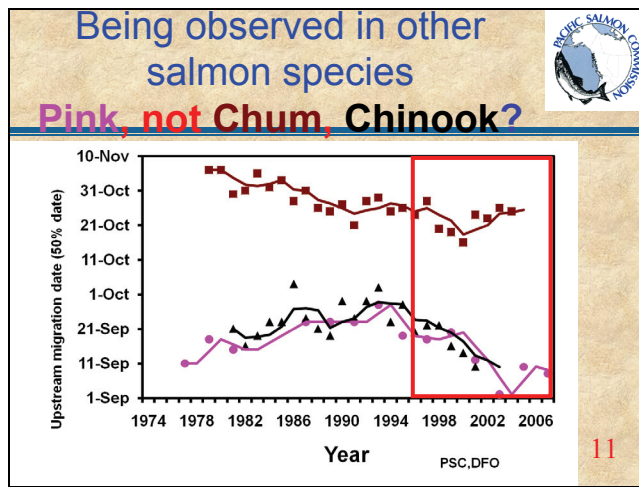 Being observed in other
salmon species
Pink, not Chum, Chinook?
PACIFIC SALMON COMMISSION
Upstream migration date (50% date)
10-Nov
31-Oct
21-Oct
11-Oct
1-Oct
21-Sep
11-Sep
1-Sep
1974 1978 1982 1986 1990 1994 1998 2002 2006
Year
PSC,DFO
11